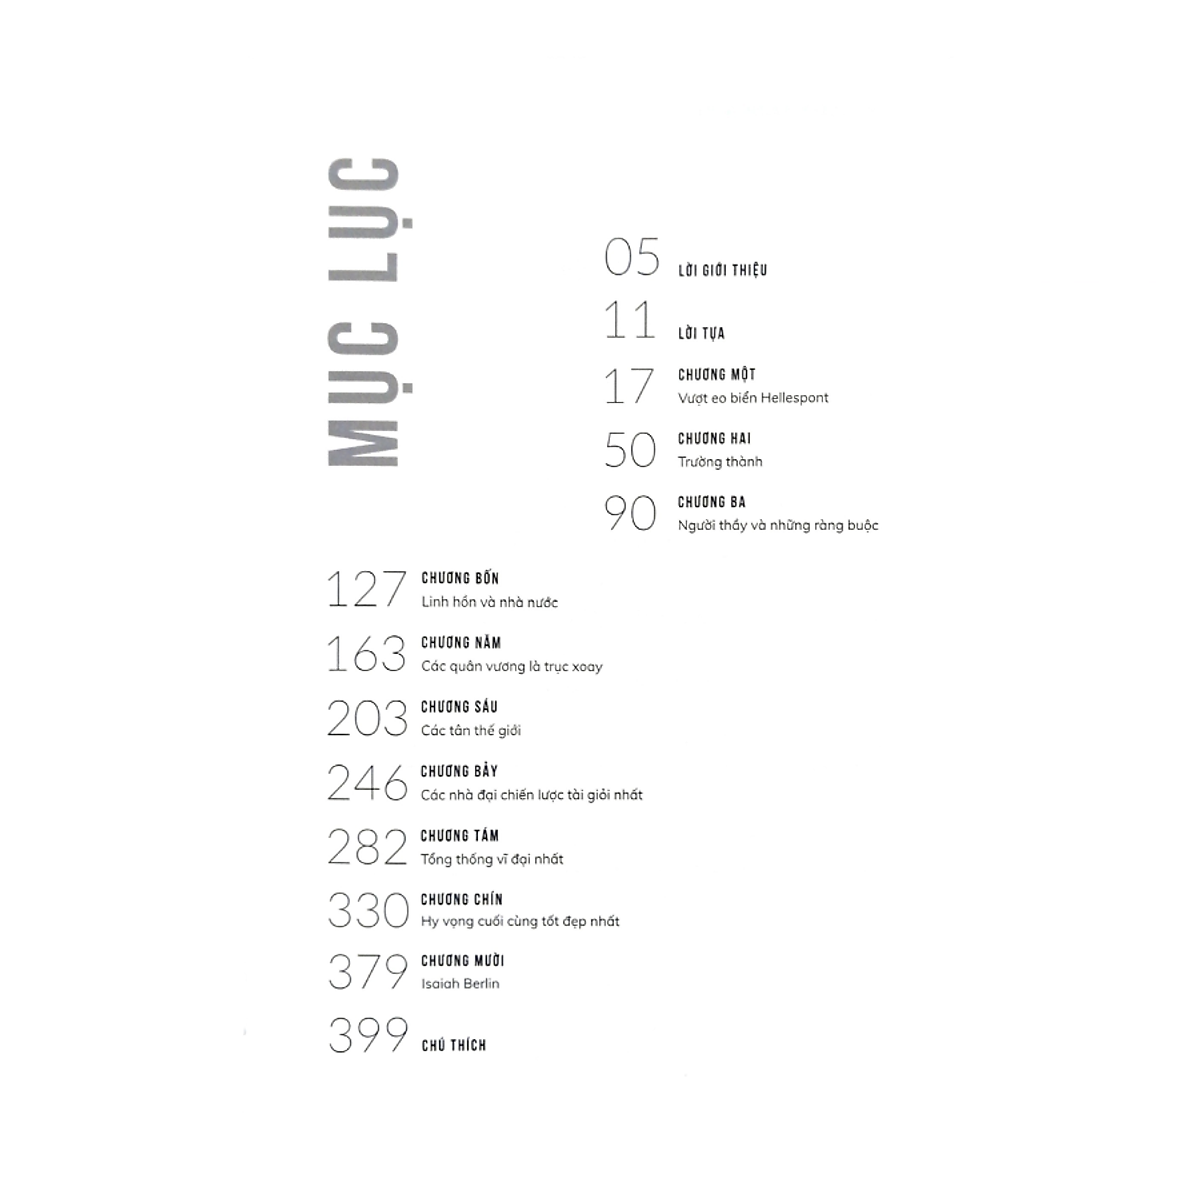 MỤC LỤC
05 LỜI GIỚI THIỆU
11 LỜI TỰA
17 CHƯƠNG MỘT
Vượt eo biển Hellespont
50 CHƯƠNG HAI
Trường thành
90 CHƯƠNG BA
Người thầy và những ràng buộc
127 CHƯƠNG BỐN
Linh hồn và nhà nước
163 CHƯƠNG NĂM
Các quân vương là trục xoay
203 CHƯƠNG SÁU
Các tân thế giới
246 CHƯƠNG BẢY
Các nhà đại chiến lược tài giỏi nhất
282 CHƯƠNG TÁM
Tổng thống vĩ đại nhất
330 CHƯƠNG CHÍN
Hy vọng cuối cùng tốt đẹp nhất
379 CHƯƠNG MƯỜI
Isaiah Berlin
399 CHÚ THÍCH